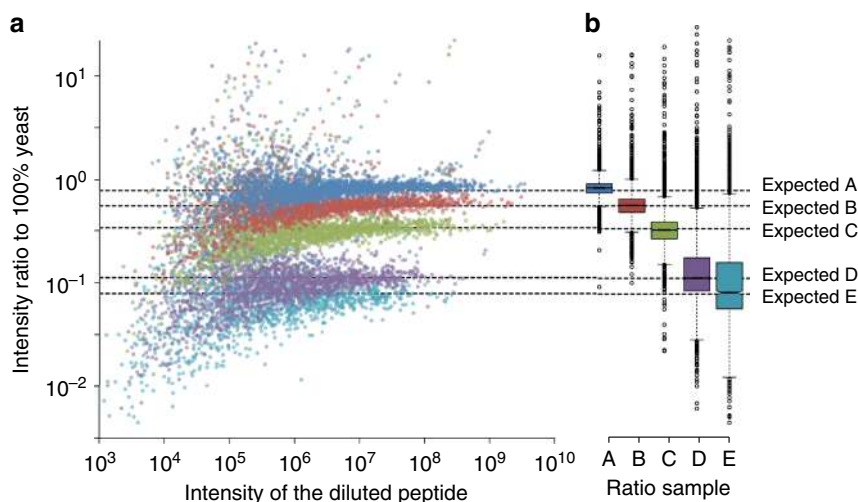 a
b
Intensity ratio to 100% yeast
10¹
10⁰
10⁻¹
10⁻²
10³ 10⁴ 10⁵ 10⁶ 10⁷ 10⁸ 10⁹ 10¹⁰
Intensity of the diluted peptide
Expected A
Expected B
Expected C
Expected D
Expected E
A B C D E
Ratio sample